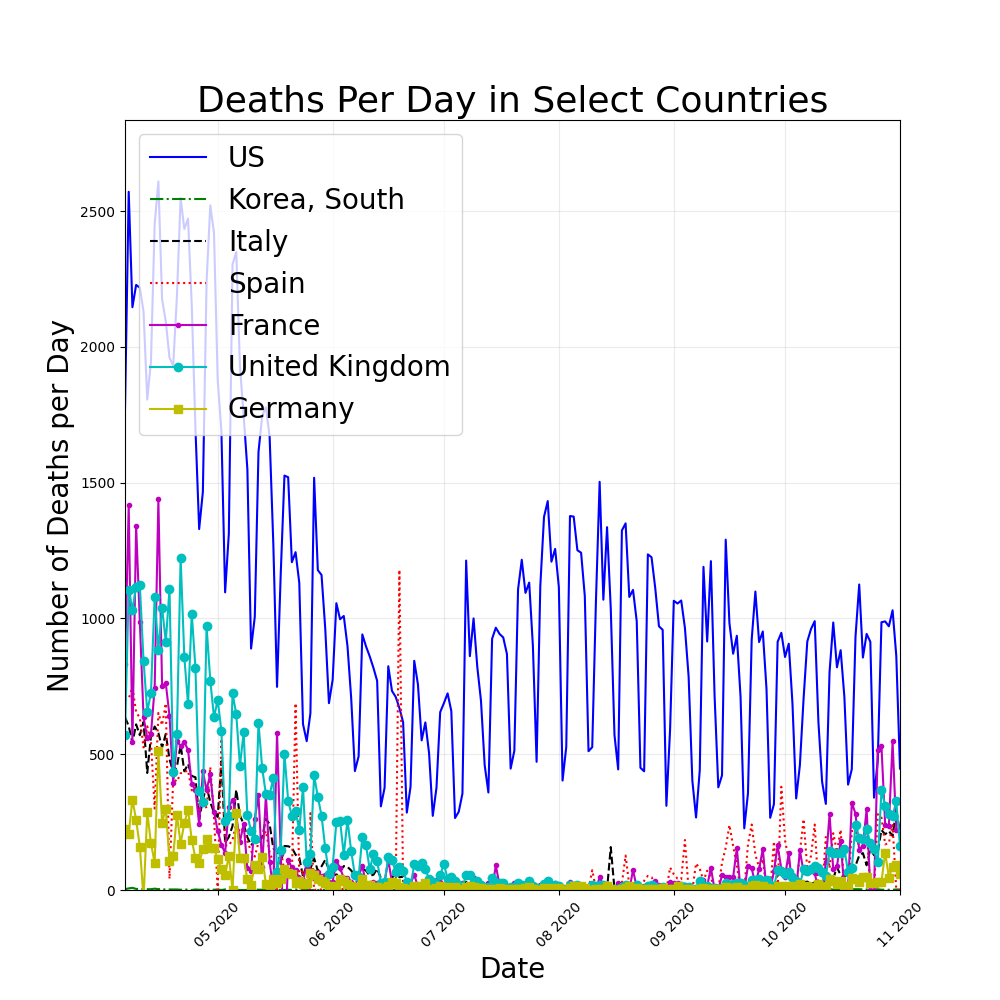 Deaths Per Day in Select Countries
US
Korea, South
Italy
Spain
France
United Kingdom
Germany
Number of Deaths per Day
2500
2000
1500
1000
500
0
05 2020
06 2020
07 2020
08 2020
09 2020
10 2020
11 2020
Date